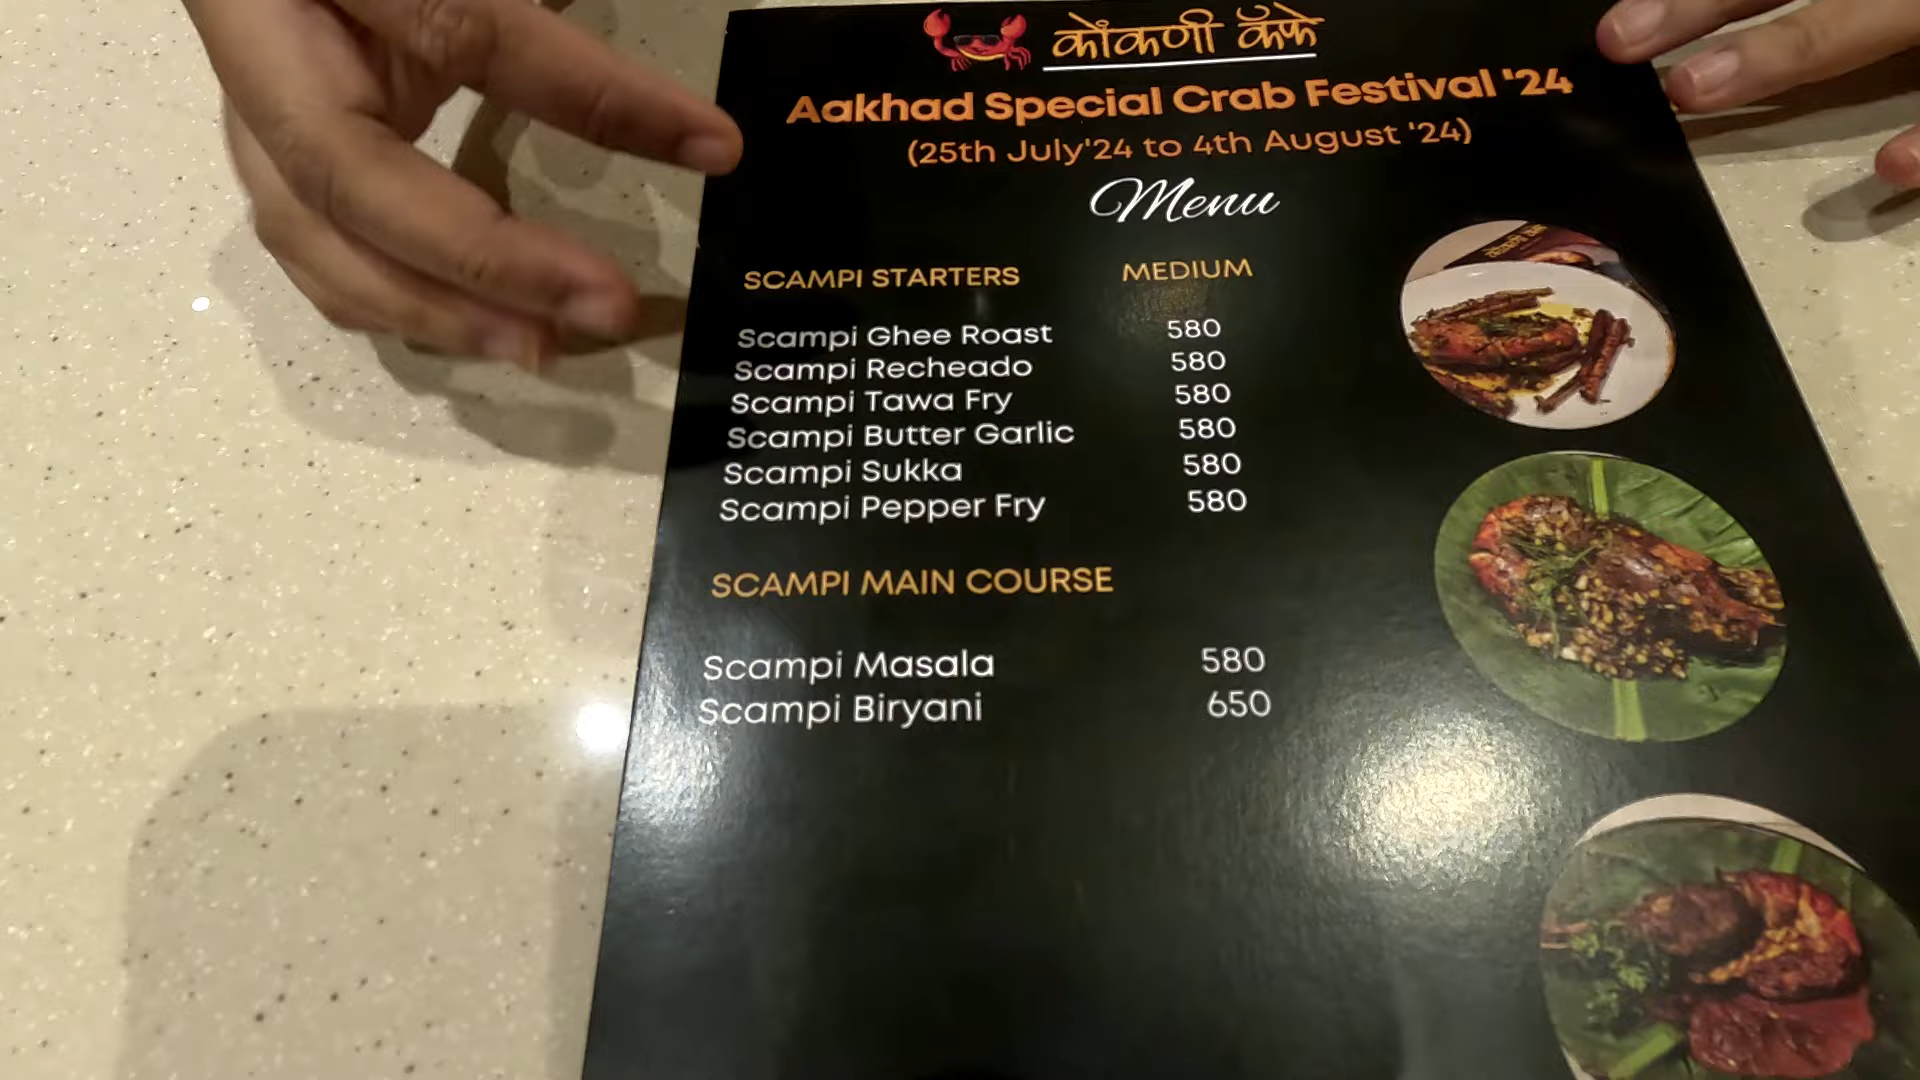 कोंकणी कॅफे
Aakhad Special Crab Festival '24
(25th July'24 to 4th August '24)
Menu
SCAMPI STARTERS MEDIUM
Scampi Ghee Roast 580
Scampi Recheado 580
Scampi Tawa Fry 580
Scampi Butter Garlic 580
Scampi Sukka 580
Scampi Pepper Fry 580
SCAMPI MAIN COURSE
Scampi Masala 580
Scampi Biryani 650